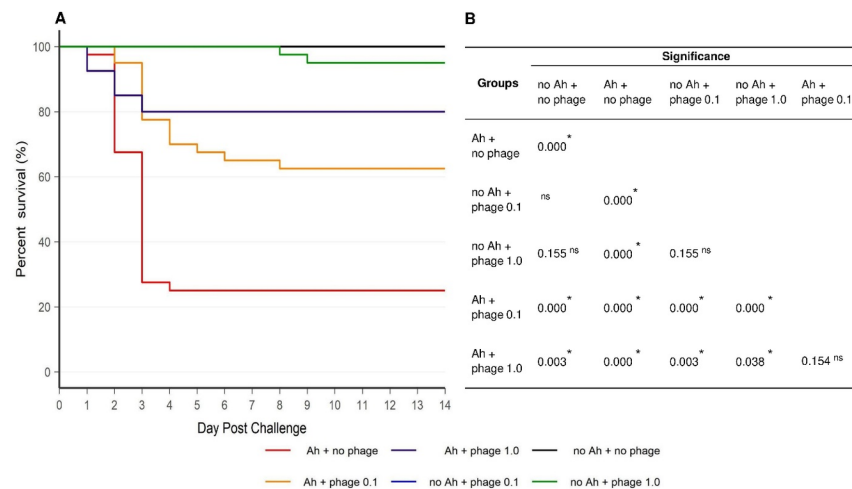 A
B
Percent survival (%)
100
80
60
40
20
0
0 1 2 3 4 5 6 7 8 9 10 11 12 13 14
Day Post Challenge
Ah + no phage
Ah + phage 1.0
no Ah + no phage
Ah + phage 0.1
no Ah + phage 0.1
no Ah + phage 1.0
Significance
Groups
no Ah + Ah + no Ah + no Ah + Ah +
no phage no phage phage 0.1 phage 1.0 phage 0.1
Ah +
no phage 0.000 *
no Ah +
phage 0.1 ns 0.000 *
no Ah +
phage 1.0 0.155 ns 0.000 * 0.155 ns
Ah +
phage 0.1 0.000 * 0.000 * 0.000 * 0.000 *
Ah +
phage 1.0 0.003 * 0.000 * 0.003 * 0.038 * 0.154 ns